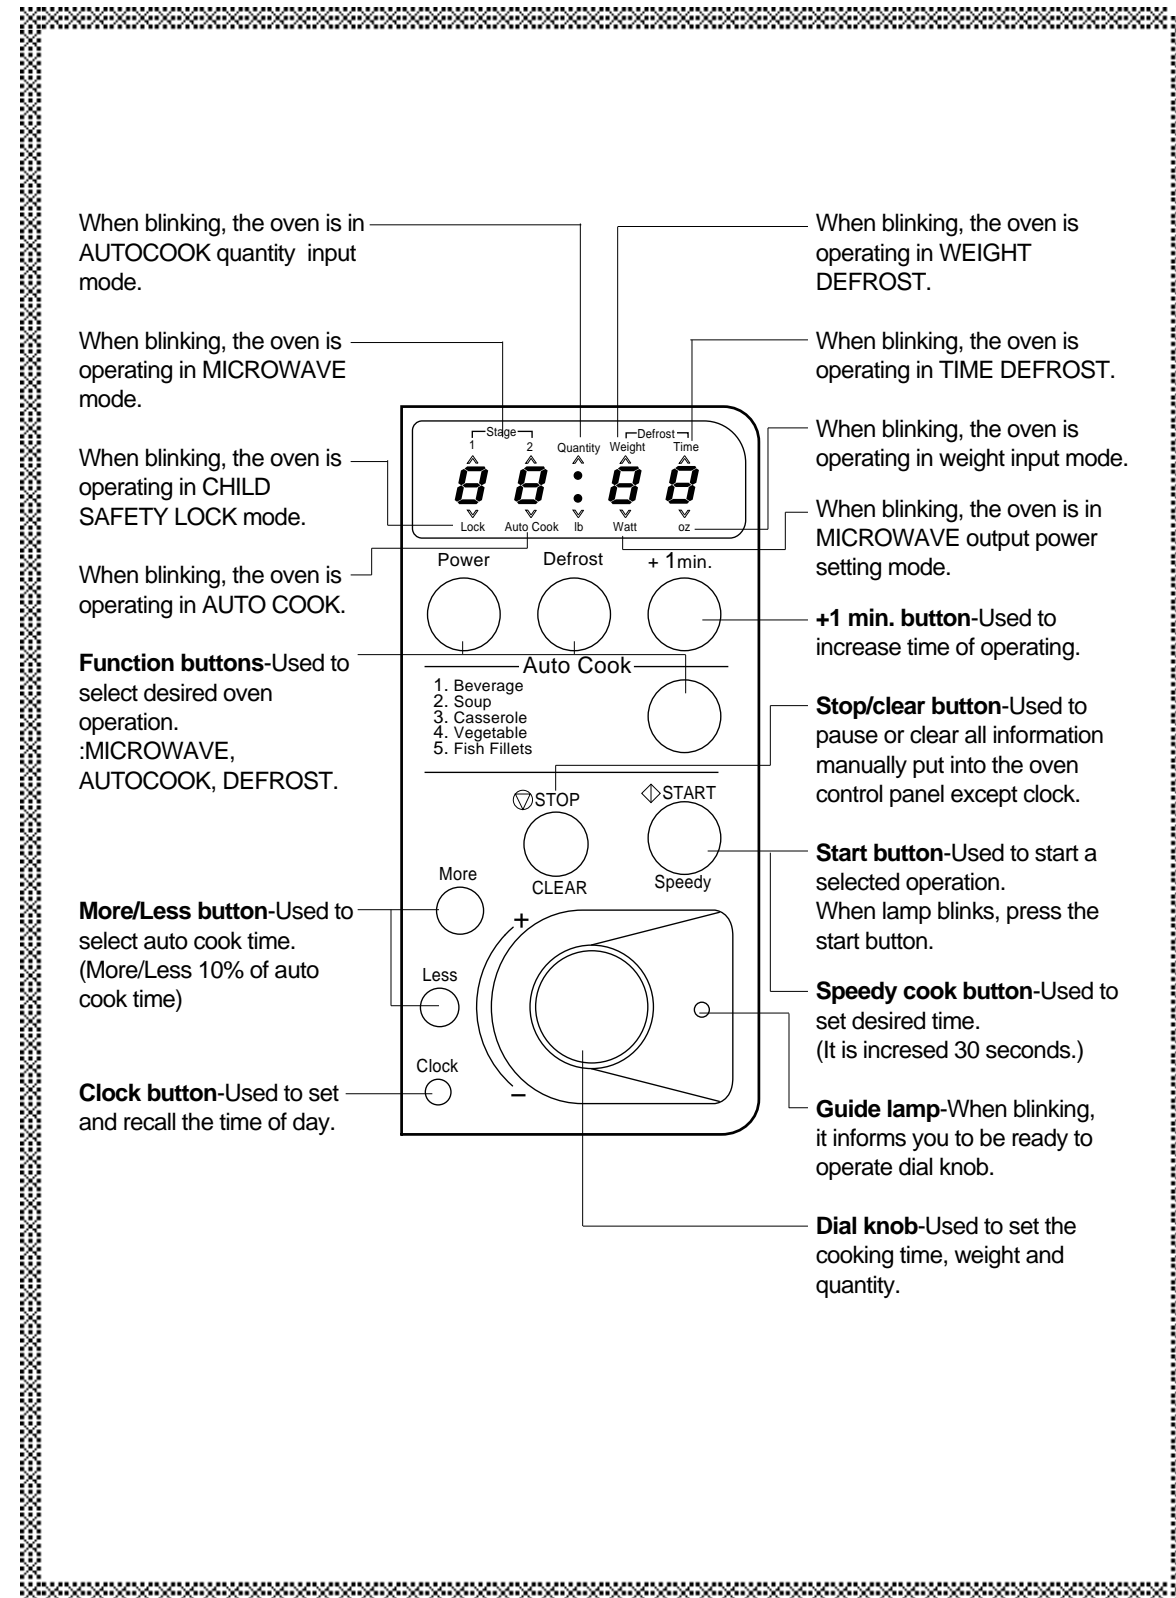 When blinking, the oven is in
AUTOCOOK quantity input
mode.
When blinking, the oven is
operating in MICROWAVE
mode.
When blinking, the oven is
operating in CHILD
SAFETY LOCK mode.
When blinking, the oven is
operating in AUTO COOK.
Function buttons-Used to
select desired oven
operation.
:MICROWAVE,
AUTOCOOK, DEFROST.
More/Less button-Used to
select auto cook time.
(More/Less 10% of auto
cook time)
Clock button-Used to set
and recall the time of day.
Stage Defrost
1 2 Quantity Weight Time
8 8 : 8 8
Lock Auto Cook lb Watt oz
Power Defrost + 1min.
Auto Cook
1. Beverage
2. Soup
3. Casserole
4. Vegetable
5. Fish Fillets
STOP START
CLEAR Speedy
More
+
Less
Clock
–
When blinking, the oven is
operating in WEIGHT
DEFROST.
When blinking, the oven is
operating in TIME DEFROST.
When blinking, the oven is
operating in weight input mode.
When blinking, the oven is in
MICROWAVE output power
setting mode.
+1 min. button-Used to
increase time of operating.
Stop/clear button-Used to
pause or clear all information
manually put into the oven
control panel except clock.
Start button-Used to start a
selected operation.
When lamp blinks, press the
start button.
Speedy cook button-Used to
set desired time.
(It is incresed 30 seconds.)
Guide lamp-When blinking,
it informs you to be ready to
operate dial knob.
Dial knob-Used to set the
cooking time, weight and
quantity.